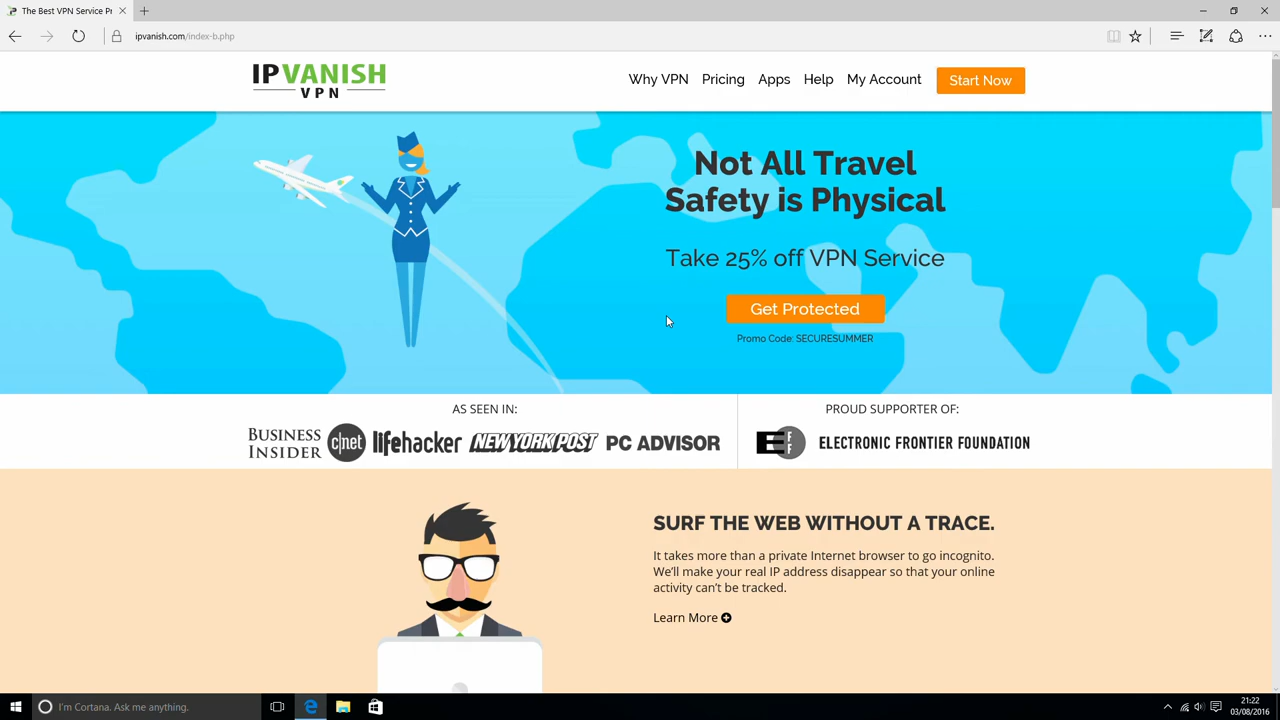 The Best VPN Service Pr
ipvanish.com/index-b.php
IPVANISH
VPN
Why VPN
Pricing
Apps
Help
My Account
Start Now
Not All Travel
Safety is Physical
Take 25% off VPN Service
Get Protected
Promo Code: SECURESUMMER
AS SEEN IN:
BUSINESS
INSIDER
c|net
lifehacker
NEW YORK POST
PC ADVISOR
PROUD SUPPORTER OF:
EFF
ELECTRONIC FRONTIER FOUNDATION
SURF THE WEB WITHOUT A TRACE.
It takes more than a private Internet browser to go incognito.
We'll make your real IP address disappear so that your online
activity can't be tracked.
Learn More
I'm Cortana. Ask me anything.
21:22
03/08/2016